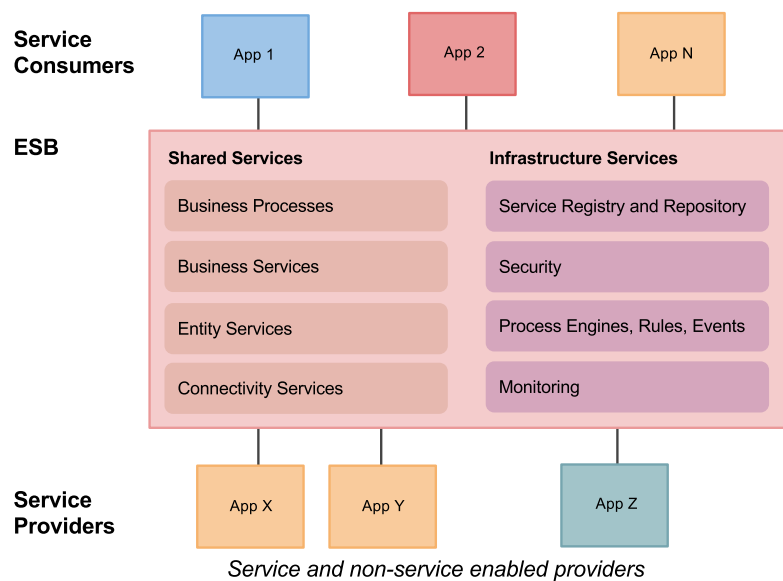 Service
Consumers
App 1
App 2
App N
ESB
Shared Services
Infrastructure Services
Business Processes
Service Registry and Repository
Business Services
Security
Entity Services
Process Engines, Rules, Events
Connectivity Services
Monitoring
Service
Providers
App X
App Y
App Z
Service and non-service enabled providers